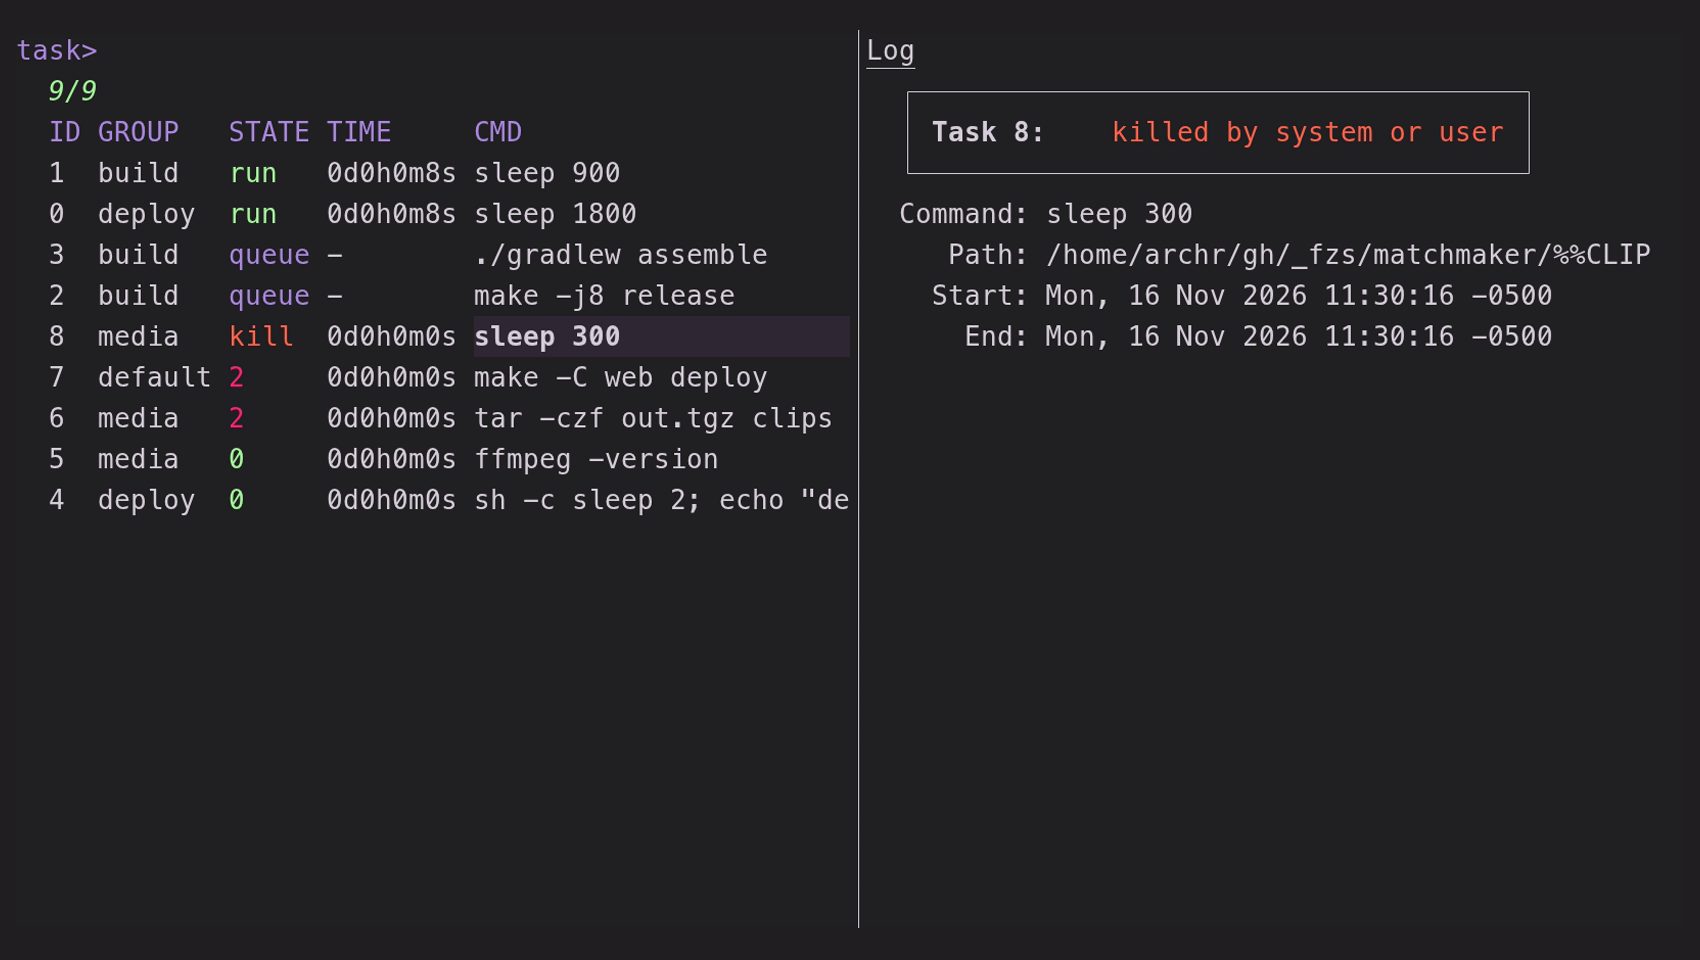 task>
9/9
ID GROUP STATE TIME CMD
1 build run 0d0h0m8s sleep 900
0 deploy run 0d0h0m8s sleep 1800
3 build queue – ./gradlew assemble
2 build queue – make –j8 release
8 media kill 0d0h0m0s sleep 300
7 default 2 0d0h0m0s make –C web deploy
6 media 2 0d0h0m0s tar –czf out.tgz clips
5 media 0 0d0h0m0s ffmpeg –version
4 deploy 0 0d0h0m0s sh –c sleep 2; echo "de
Log
Task 8: killed by system or user
Command: sleep 300
Path: /home/archr/gh/_fzs/matchmaker/%%CLIP
Start: Mon, 16 Nov 2026 11:30:16 –0500
End: Mon, 16 Nov 2026 11:30:16 –0500